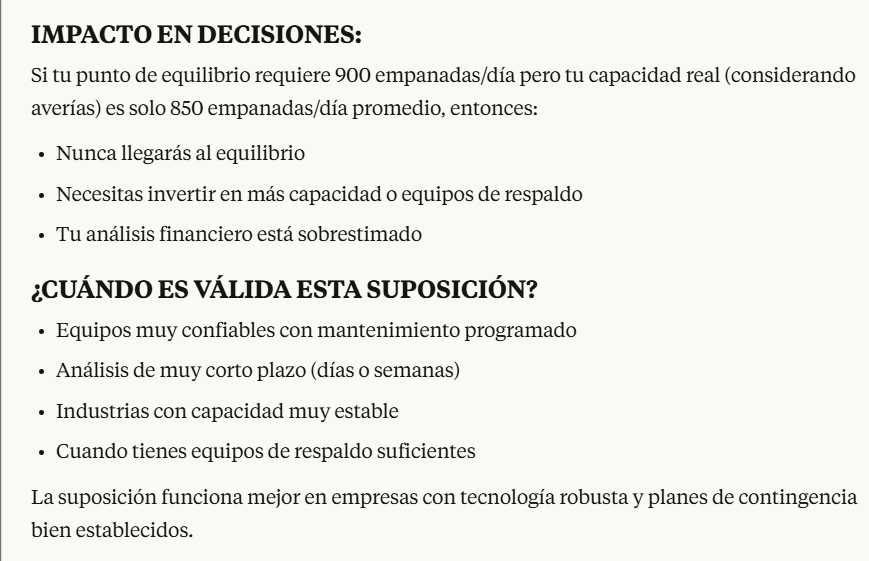 IMPACTO EN DECISIONES:
Si tu punto de equilibrio requiere 900 empanadas/día pero tu capacidad real (considerando
averías) es solo 850 empanadas/día promedio, entonces:
• Nunca llegarás al equilibrio
• Necesitas invertir en más capacidad o equipos de respaldo
• Tu análisis financiero está sobrestimado
¿CUÁNDO ES VÁLIDA ESTA SUPOSICIÓN?
• Equipos muy confiables con mantenimiento programado
• Análisis de muy corto plazo (días o semanas)
• Industrias con capacidad muy estable
• Cuando tienes equipos de respaldo suficientes
La suposición funciona mejor en empresas con tecnología robusta y planes de contingencia
bien establecidos.